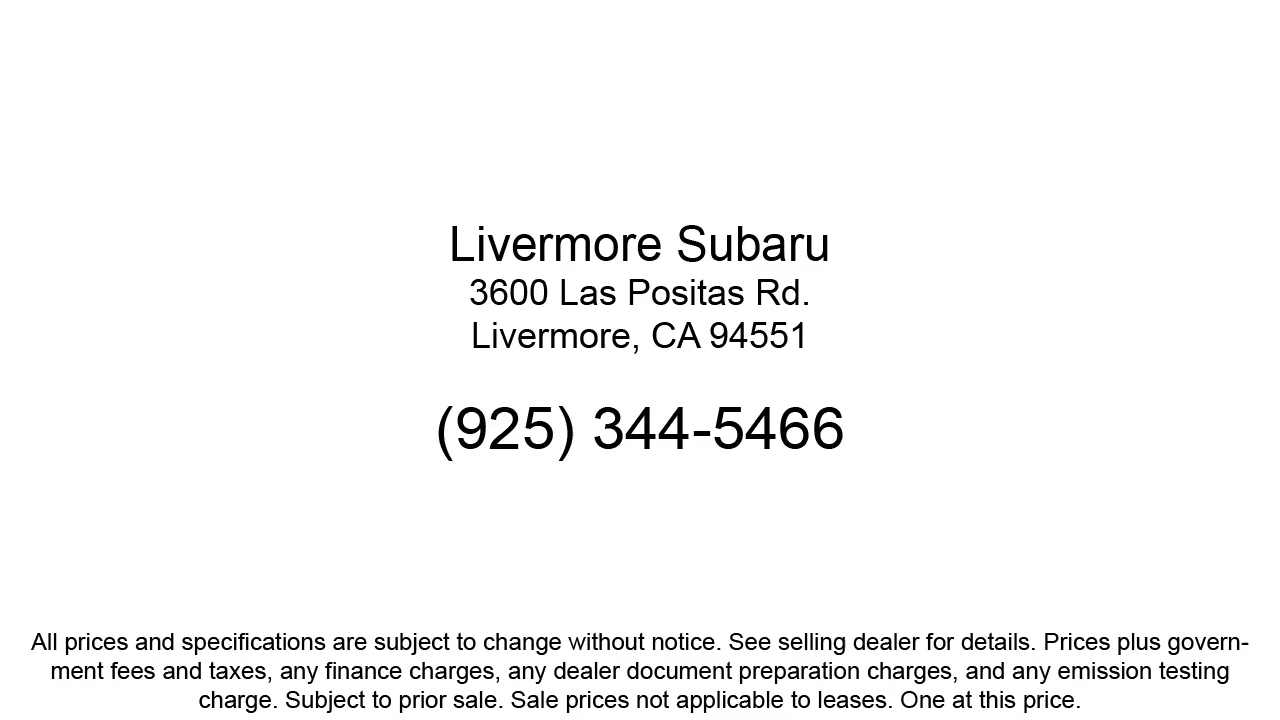 Livermore Subaru
3600 Las Positas Rd.
Livermore, CA 94551
(925) 344-5466
All prices and specifications are subject to change without notice. See selling dealer for details. Prices plus govern-
ment fees and taxes, any finance charges, any dealer document preparation charges, and any emission testing
charge. Subject to prior sale. Sale prices not applicable to leases. One at this price.